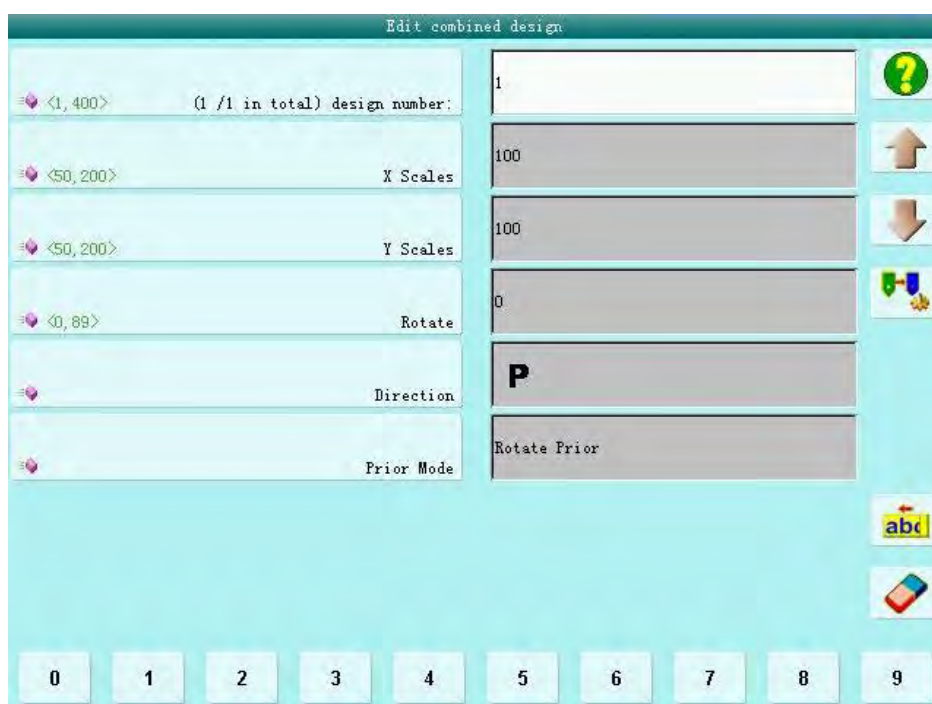 Edit combined design
<1,400> (1 /1 in total) design number: 1
<50,200> X Scales 100
<50,200> Y Scales 100
<0,89> Rotate 0
Direction P
Prior Mode Rotate Prior
abc
0 1 2 3 4 5 6 7 8 9